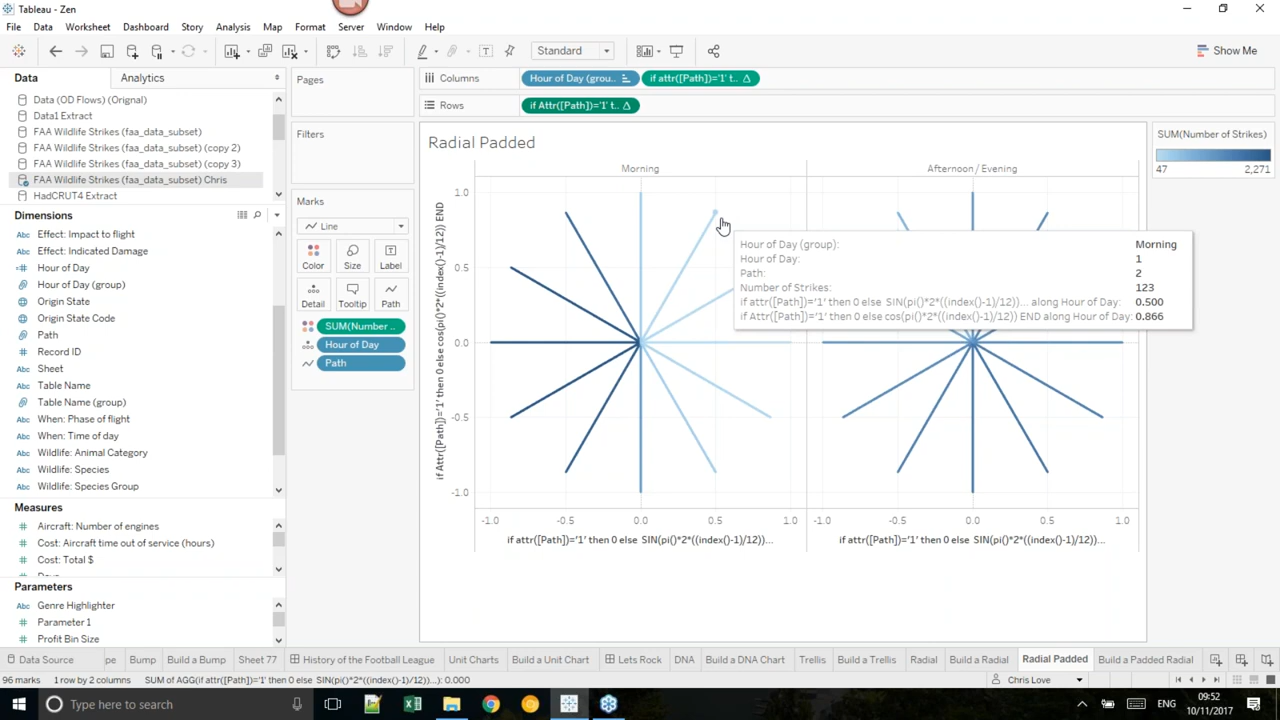 Tableau - Zen
File Data Worksheet Dashboard Story Analysis Map Format Server Window Help
Standard
Show Me
Data Analytics
Data (OD Flows) (Orignal)
Data1 Extract
FAA Wildlife Strikes (faa_data_subset)
FAA Wildlife Strikes (faa_data_subset) (copy 2)
FAA Wildlife Strikes (faa_data_subset) (copy 3)
FAA Wildlife Strikes (faa_data_subset) Chris
HadCRUT4 Extract
Dimensions
Abc Effect: Impact to flight
Abc Effect: Indicated Damage
Hour of Day
Hour of Day (group)
Abc Origin State
Abc Origin State Code
Path
Abc Record ID
Abc Sheet
Abc Table Name
Table Name (group)
Abc When: Phase of flight
Abc When: Time of day
Abc Wildlife: Animal Category
Abc Wildlife: Species
Abc Wildlife: Species Group
Measures
# Aircraft: Number of engines
# Cost: Aircraft time out of service (hours)
# Cost: Total $
Parameters
Abc Genre Highlighter
# Parameter 1
# Profit Bin Size
Pages
Filters
Marks
Line
Color Size Label
Detail Tooltip Path
SUM(Number ..
Hour of Day
Path
Columns Hour of Day (grou.. if attr([Path])='1' t.. Δ
Rows if Attr([Path])='1' t.. Δ
Radial Padded
Morning Afternoon / Evening
if Attr([Path])='1' then 0 else cos(pi()*2*((index()-1)/12)) END
1.0
0.5
0.0
-0.5
-1.0
-1.0 -0.5 0.0 0.5 1.0 -1.0 -0.5 0.0 0.5 1.0
if attr([Path])='1' then 0 else SIN(pi()*2*((index()-1)/12))... if attr([Path])='1' then 0 else SIN(pi()*2*((index()-1)/12))...
Hour of Day (group): Morning
Hour of Day: 1
Path: 2
Number of Strikes: 123
if attr([Path])='1' then 0 else SIN(pi()*2*((index()-1)/12))... along Hour of Day: 0.500
if Attr([Path])='1' then 0 else cos(pi()*2*((index()-1)/12)) END along Hour of Day: 0.866
SUM(Number of Strikes)
47 2,271
Data Source pe Bump Build a Bump Sheet 77 History of the Football League Unit Charts Build a Unit Chart Lets Rock DNA Build a DNA Chart Trellis Build a Trellis Radial Build a Radial Radial Padded Build a Padded Radial
96 marks 1 row by 2 columns SUM of AGG(if attr([Path])='1' then 0 else SIN(pi()*2*((index()-1)/12))...): 0.000 Chris Love
Type here to search
09:52
10/11/2017